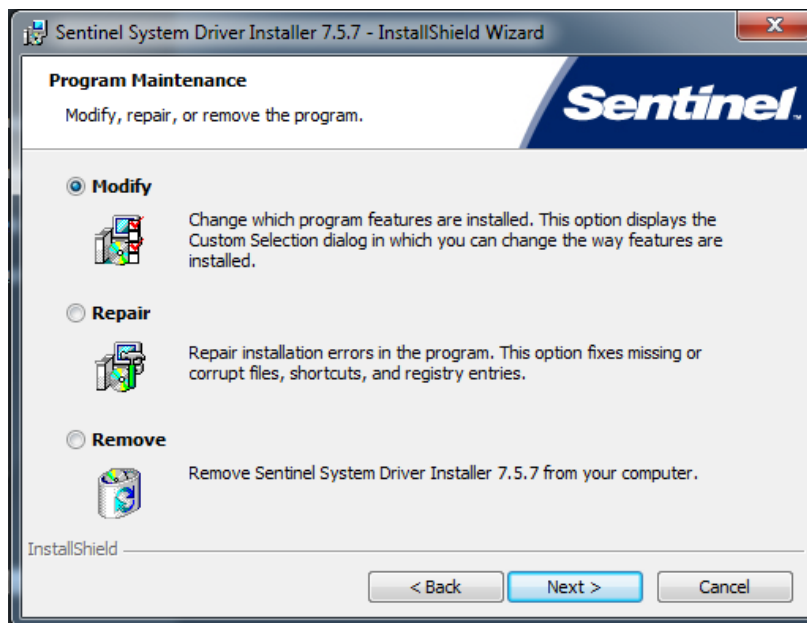 Sentinel System Driver Installer 7.5.7 - InstallShield Wizard
Program Maintenance
Modify, repair, or remove the program.
Sentinel™
Modify
Change which program features are installed. This option displays the
Custom Selection dialog in which you can change the way features are
installed.
Repair
Repair installation errors in the program. This option fixes missing or
corrupt files, shortcuts, and registry entries.
Remove
Remove Sentinel System Driver Installer 7.5.7 from your computer.
InstallShield
< Back
Next >
Cancel